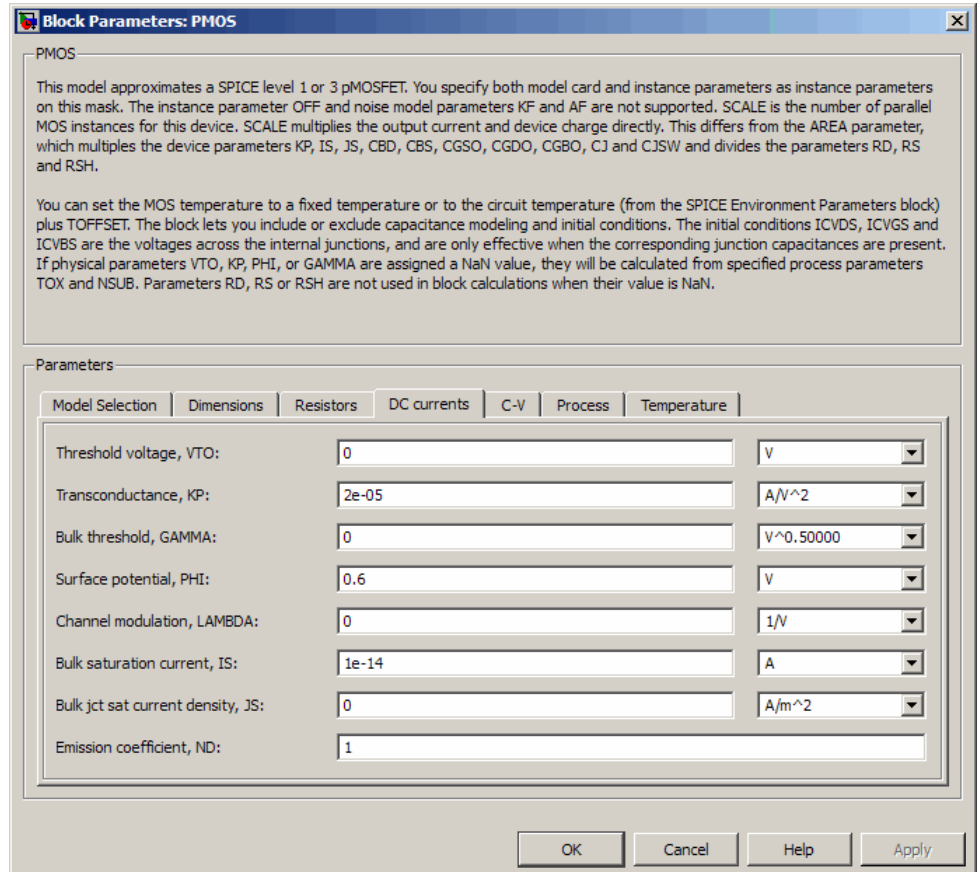 Block Parameters: PMOS
PMOS
This model approximates a SPICE level 1 or 3 pMOSFET. You specify both model card and instance parameters as instance parameters
on this mask. The instance parameter OFF and noise model parameters KF and AF are not supported. SCALE is the number of parallel
MOS instances for this device. SCALE multiplies the output current and device charge directly. This differs from the AREA parameter,
which multiplies the device parameters KP, IS, JS, CBD, CBS, CGSO, CGDO, CGBO, CJ and CJSW and divides the parameters RD, RS
and RSH.
You can set the MOS temperature to a fixed temperature or to the circuit temperature (from the SPICE Environment Parameters block)
plus TOFFSET. The block lets you include or exclude capacitance modeling and initial conditions. The initial conditions ICVDS, ICVGS and
ICVBS are the voltages across the internal junctions, and are only effective when the corresponding junction capacitances are present.
If physical parameters VTO, KP, PHI, or GAMMA are assigned a NaN value, they will be calculated from specified process parameters
TOX and NSUB. Parameters RD, RS or RSH are not used in block calculations when their value is NaN.
Parameters
Model Selection Dimensions Resistors DC currents C-V Process Temperature
Threshold voltage, VTO: 0 V
Transconductance, KP: 2e-05 A/V^2
Bulk threshold, GAMMA: 0 V^0.50000
Surface potential, PHI: 0.6 V
Channel modulation, LAMBDA: 0 1/V
Bulk saturation current, IS: 1e-14 A
Bulk jct sat current density, JS: 0 A/m^2
Emission coefficient, ND: 1
OK Cancel Help Apply